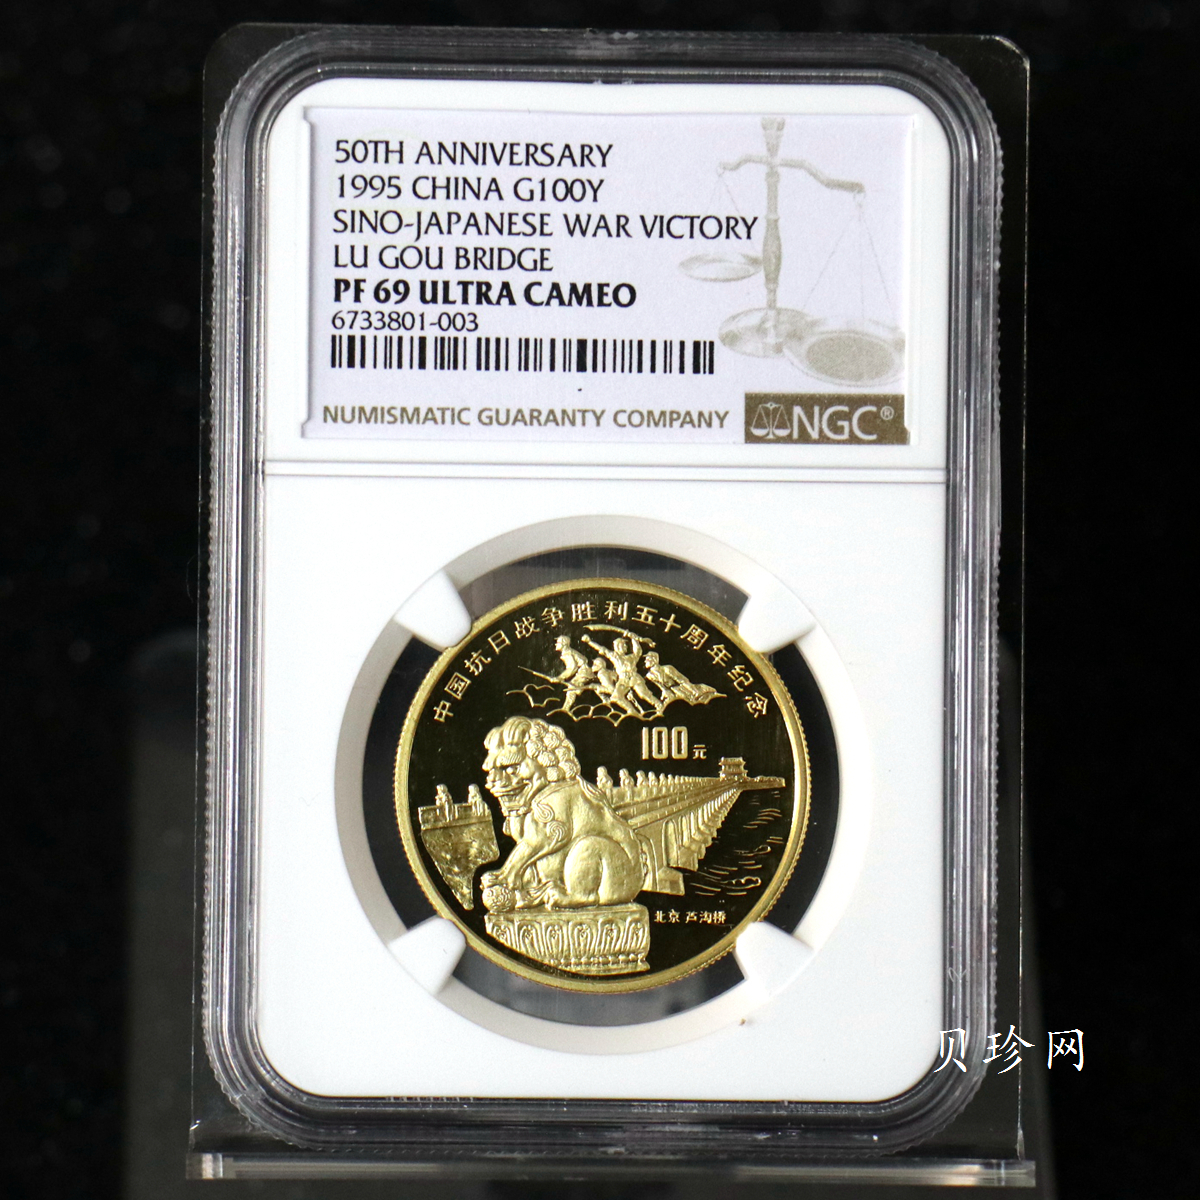 50TH ANNIVERSARY
1995 CHINA G100Y
SINO-JAPANESE WAR VICTORY
LU GOU BRIDGE
PF 69 ULTRA CAMEO
6733801-003
NUMISMATIC GUARANTY COMPANY
NGC®
中国抗日战争胜利五十周年纪念
100元
北京 芦沟桥
贝珍网